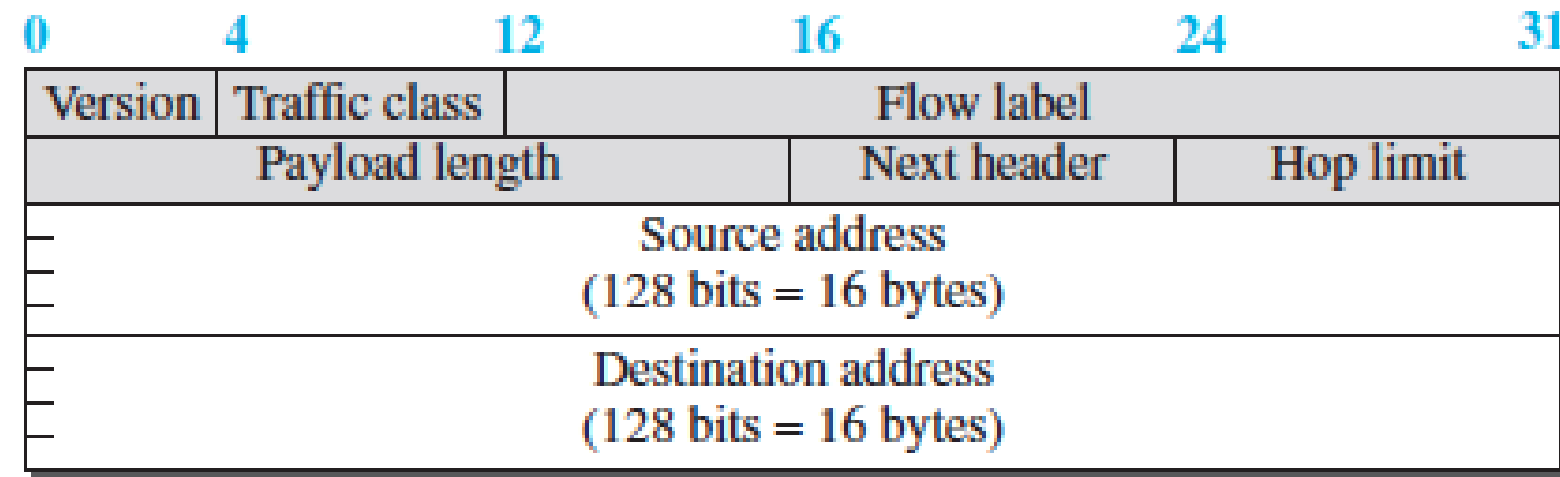 0 4 12 16 24 31
Version Traffic class Flow label
Payload length Next header Hop limit
Source address
(128 bits = 16 bytes)
Destination address
(128 bits = 16 bytes)